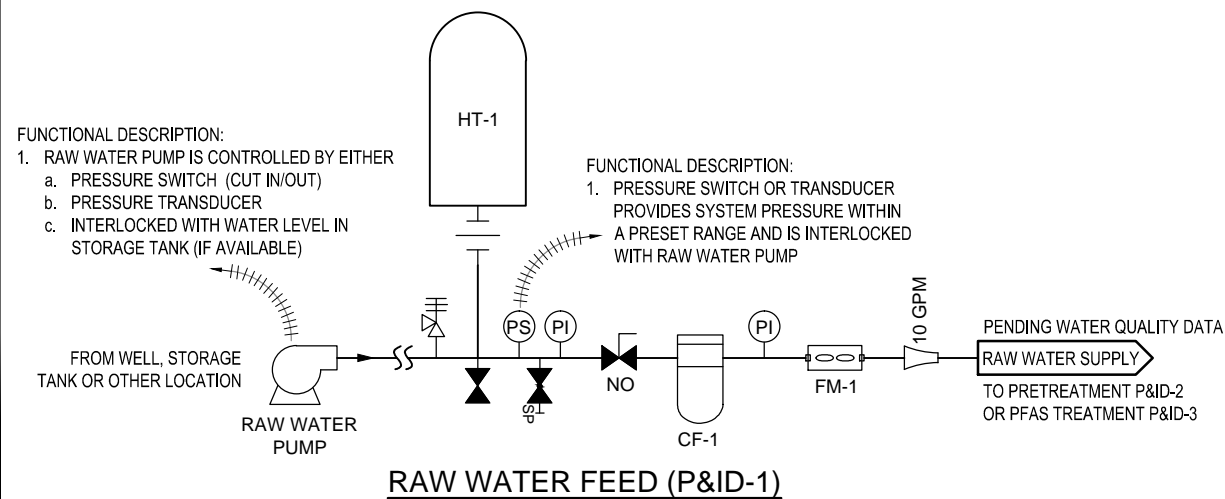 HT-1
FUNCTIONAL DESCRIPTION:
1. RAW WATER PUMP IS CONTROLLED BY EITHER
a. PRESSURE SWITCH (CUT IN/OUT)
b. PRESSURE TRANSDUCER
c. INTERLOCKED WITH WATER LEVEL IN
STORAGE TANK (IF AVAILABLE)
FUNCTIONAL DESCRIPTION:
1. PRESSURE SWITCH OR TRANSDUCER
PROVIDES SYSTEM PRESSURE WITHIN
A PRESET RANGE AND IS INTERLOCKED
WITH RAW WATER PUMP
FROM WELL, STORAGE
TANK OR OTHER LOCATION
RAW WATER
PUMP
PS
PI
SP
NO
CF-1
PI
FM-1
10 GPM
PENDING WATER QUALITY DATA
RAW WATER SUPPLY
TO PRETREATMENT P&ID-2
OR PFAS TREATMENT P&ID-3
RAW WATER FEED (P&ID-1)